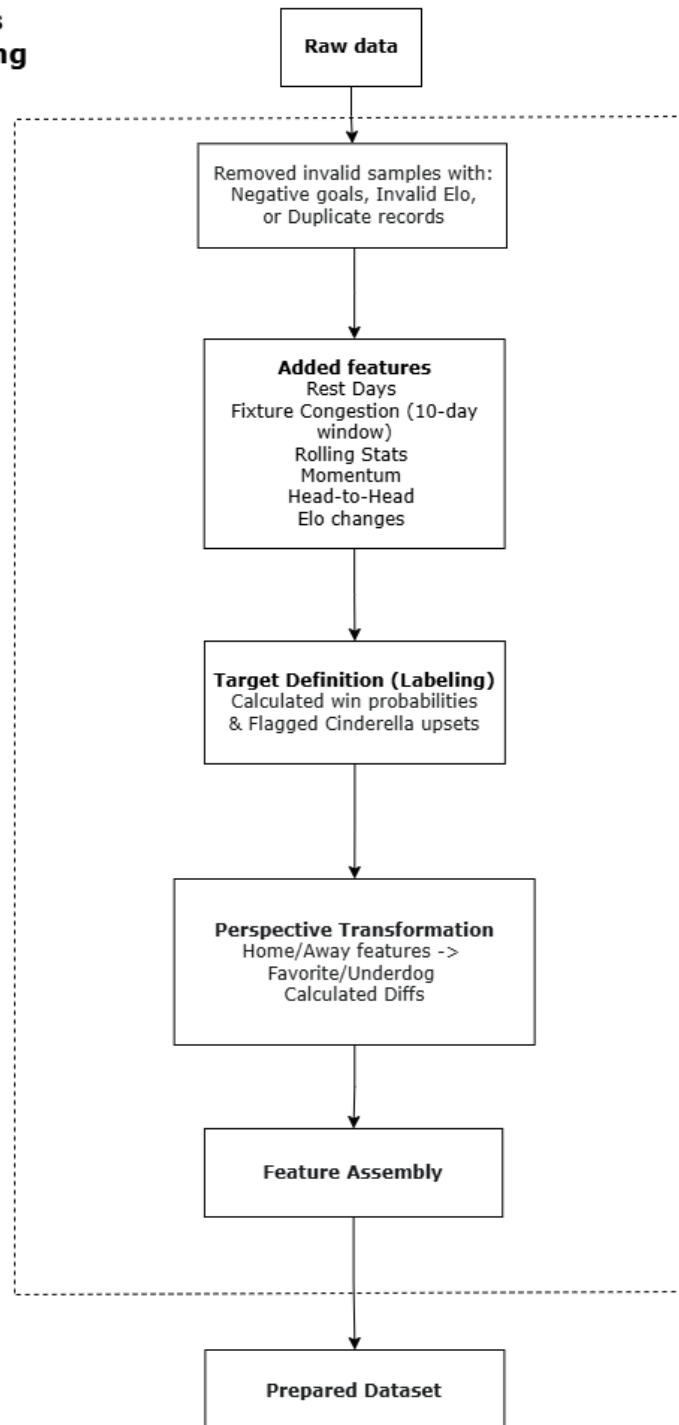 Raw data
Removed invalid samples with:
Negative goals, Invalid Elo,
or Duplicate records
Added features
Rest Days
Fixture Congestion (10-day
window)
Rolling Stats
Momentum
Head-to-Head
Elo changes
Target Definition (Labeling)
Calculated win probabilities
& Flagged Cinderella upsets
Perspective Transformation
Home/Away features ->
Favorite/Underdog
Calculated Diffs
Feature Assembly
Prepared Dataset